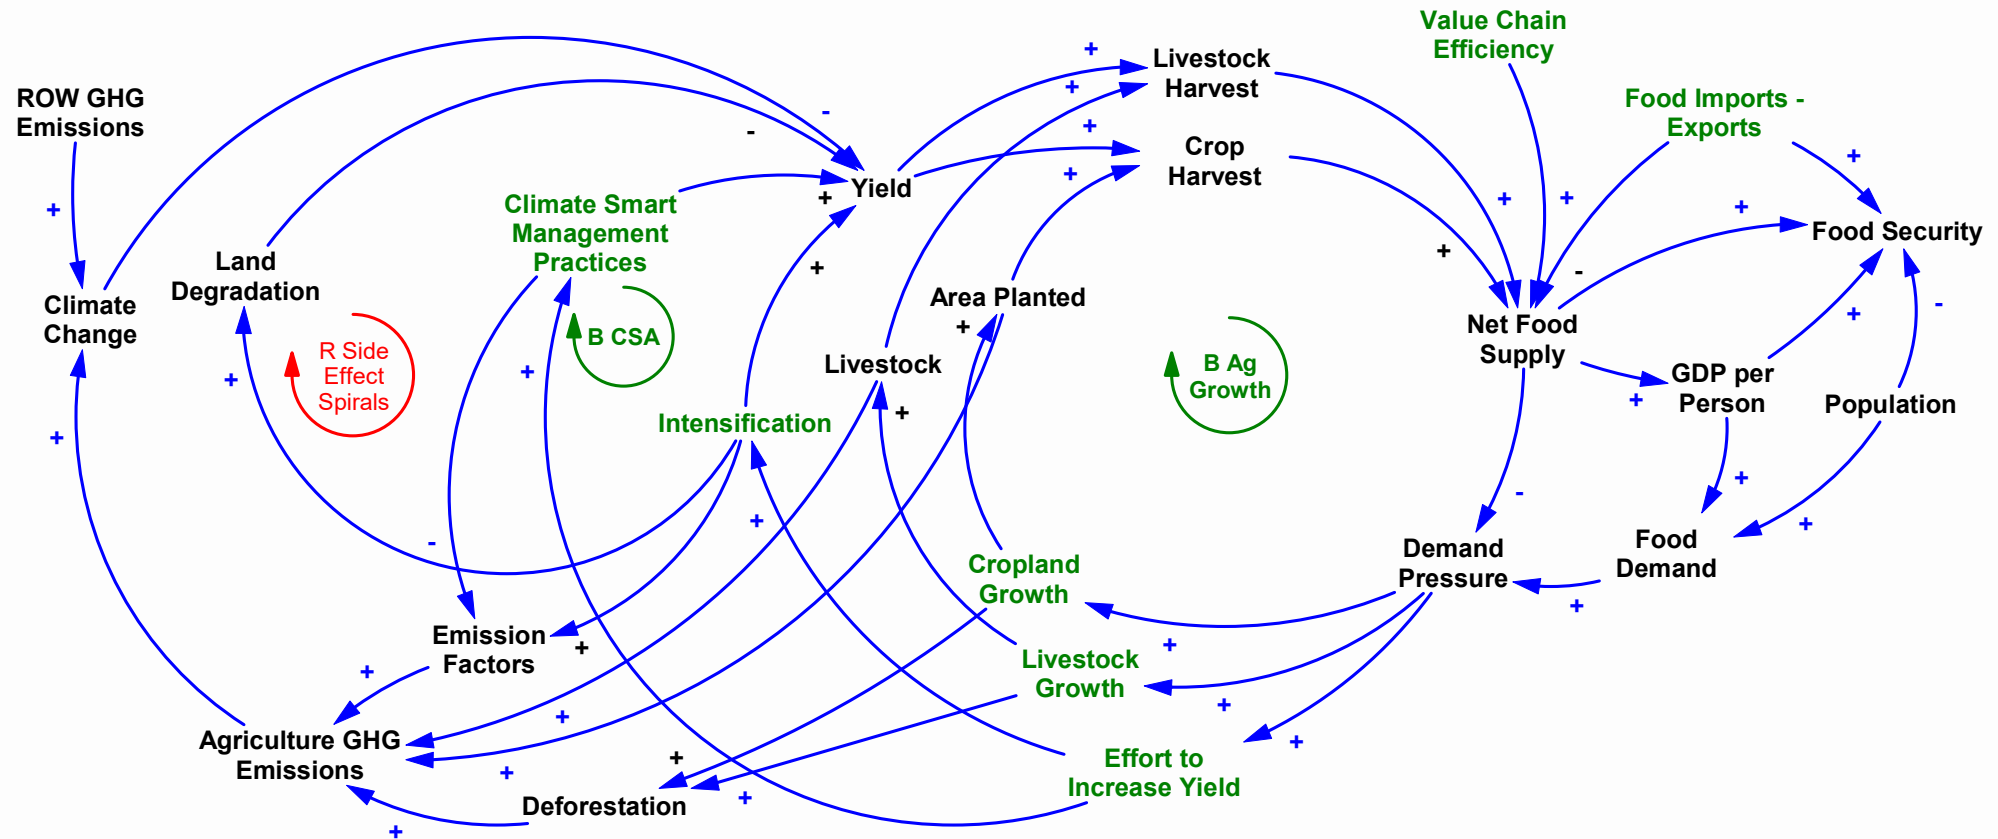 Value Chain
Efficiency
Livestock
Harvest
ROW GHG
Emissions
Food Imports -
Exports
Crop
Harvest
Yield
Climate Smart
Management
Practices
Food Security
Land
Degradation
Climate
Change
Area Planted
Net Food
Supply
R Side
Effect
Spirals
B CSA
Livestock
B Ag
Growth
GDP per
Person
Population
Intensification
Cropland
Growth
Demand
Pressure
Food
Demand
Emission
Factors
Livestock
Growth
Agriculture GHG
Emissions
Effort to
Increase Yield
Deforestation